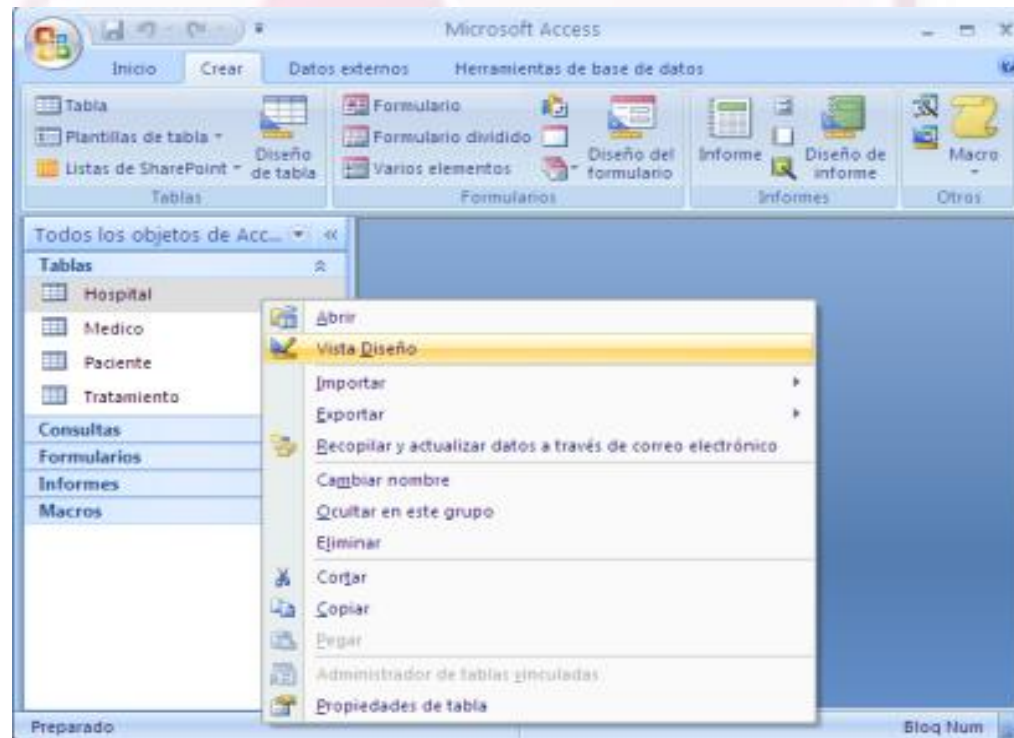 Microsoft Access
Inicio Crear Datos externos Herramientas de base de datos
Tabla
Plantillas de tabla
Listas de SharePoint
Diseño de tabla
Tablas
Formulario
Formulario dividido
Varios elementos
Diseño del formulario
Formularios
Informe
Diseño de informe
Informes
Macro
Otros
Todos los objetos de Acc...
Tablas
Hospital
Medico
Paciente
Tratamiento
Consultas
Formularios
Informes
Macros
Abrir
Vista Diseño
Importar
Exportar
Recopilar y actualizar datos a través de correo electrónico
Cambiar nombre
Ocultar en este grupo
Eliminar
Cortar
Copiar
Pegar
Administrador de tablas vinculadas
Propiedades de tabla
Preparado
Bloq Num